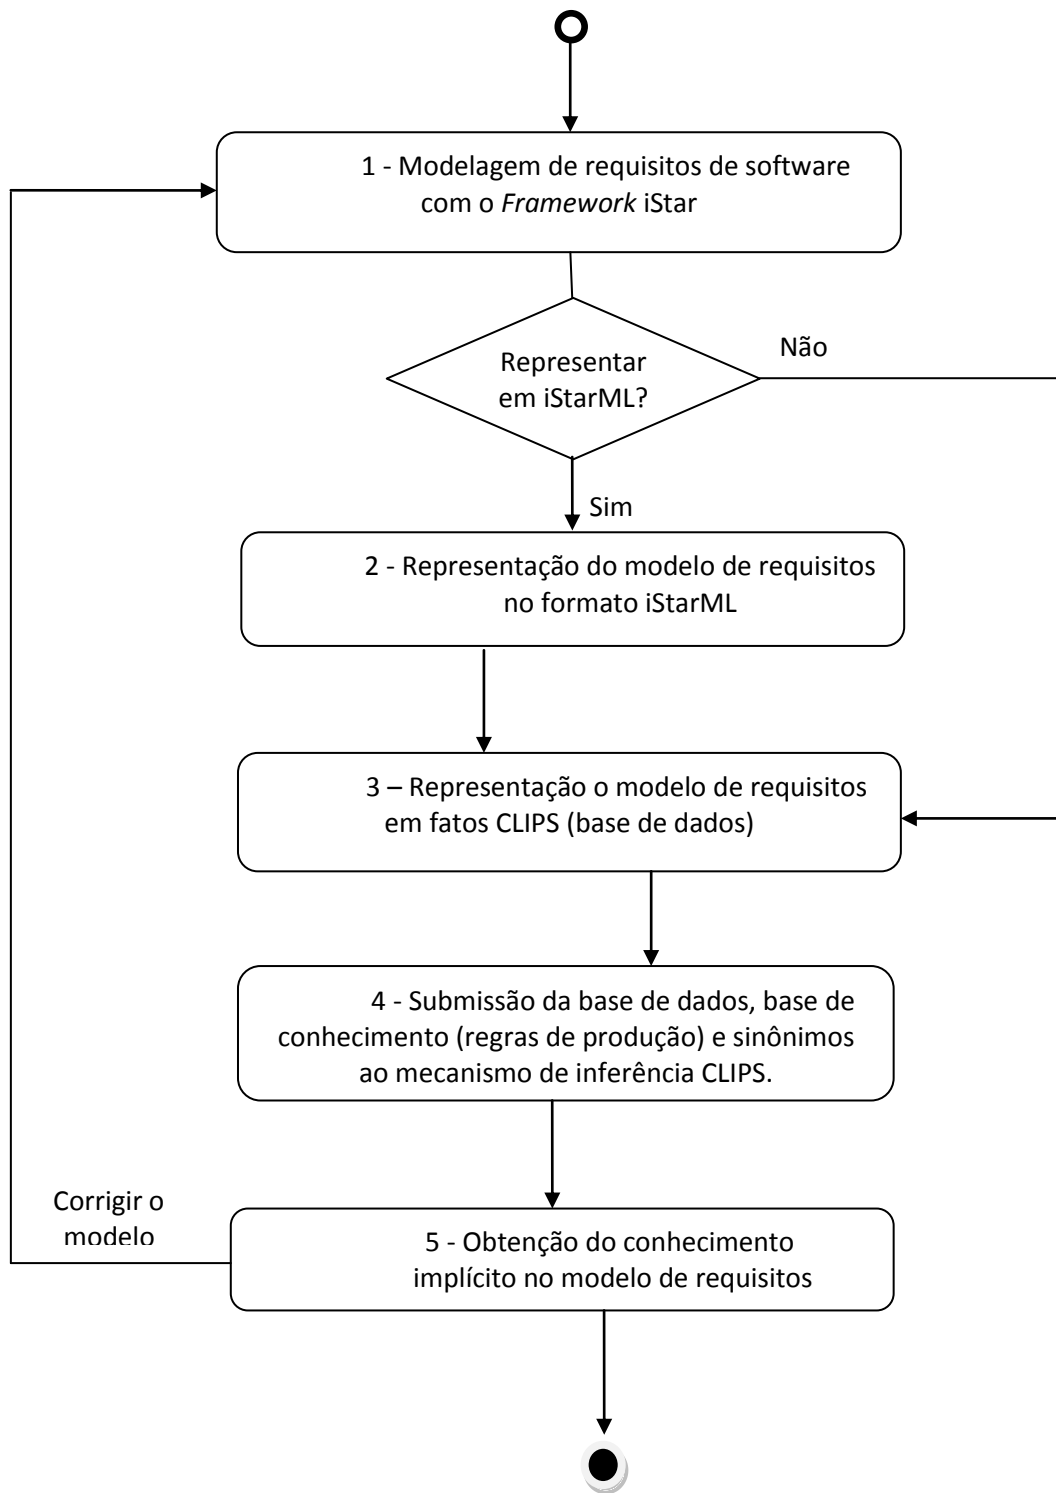 1 - Modelagem de requisitos de software
com o Framework iStar
Representar
em iStarML?
Não
Sim
2 - Representação do modelo de requisitos
no formato iStarML
3 – Representação o modelo de requisitos
em fatos CLIPS (base de dados)
4 - Submissão da base de dados, base de
conhecimento (regras de produção) e sinônimos
ao mecanismo de inferência CLIPS.
Corrigir o
modelo
5 - Obtenção do conhecimento
implícito no modelo de requisitos